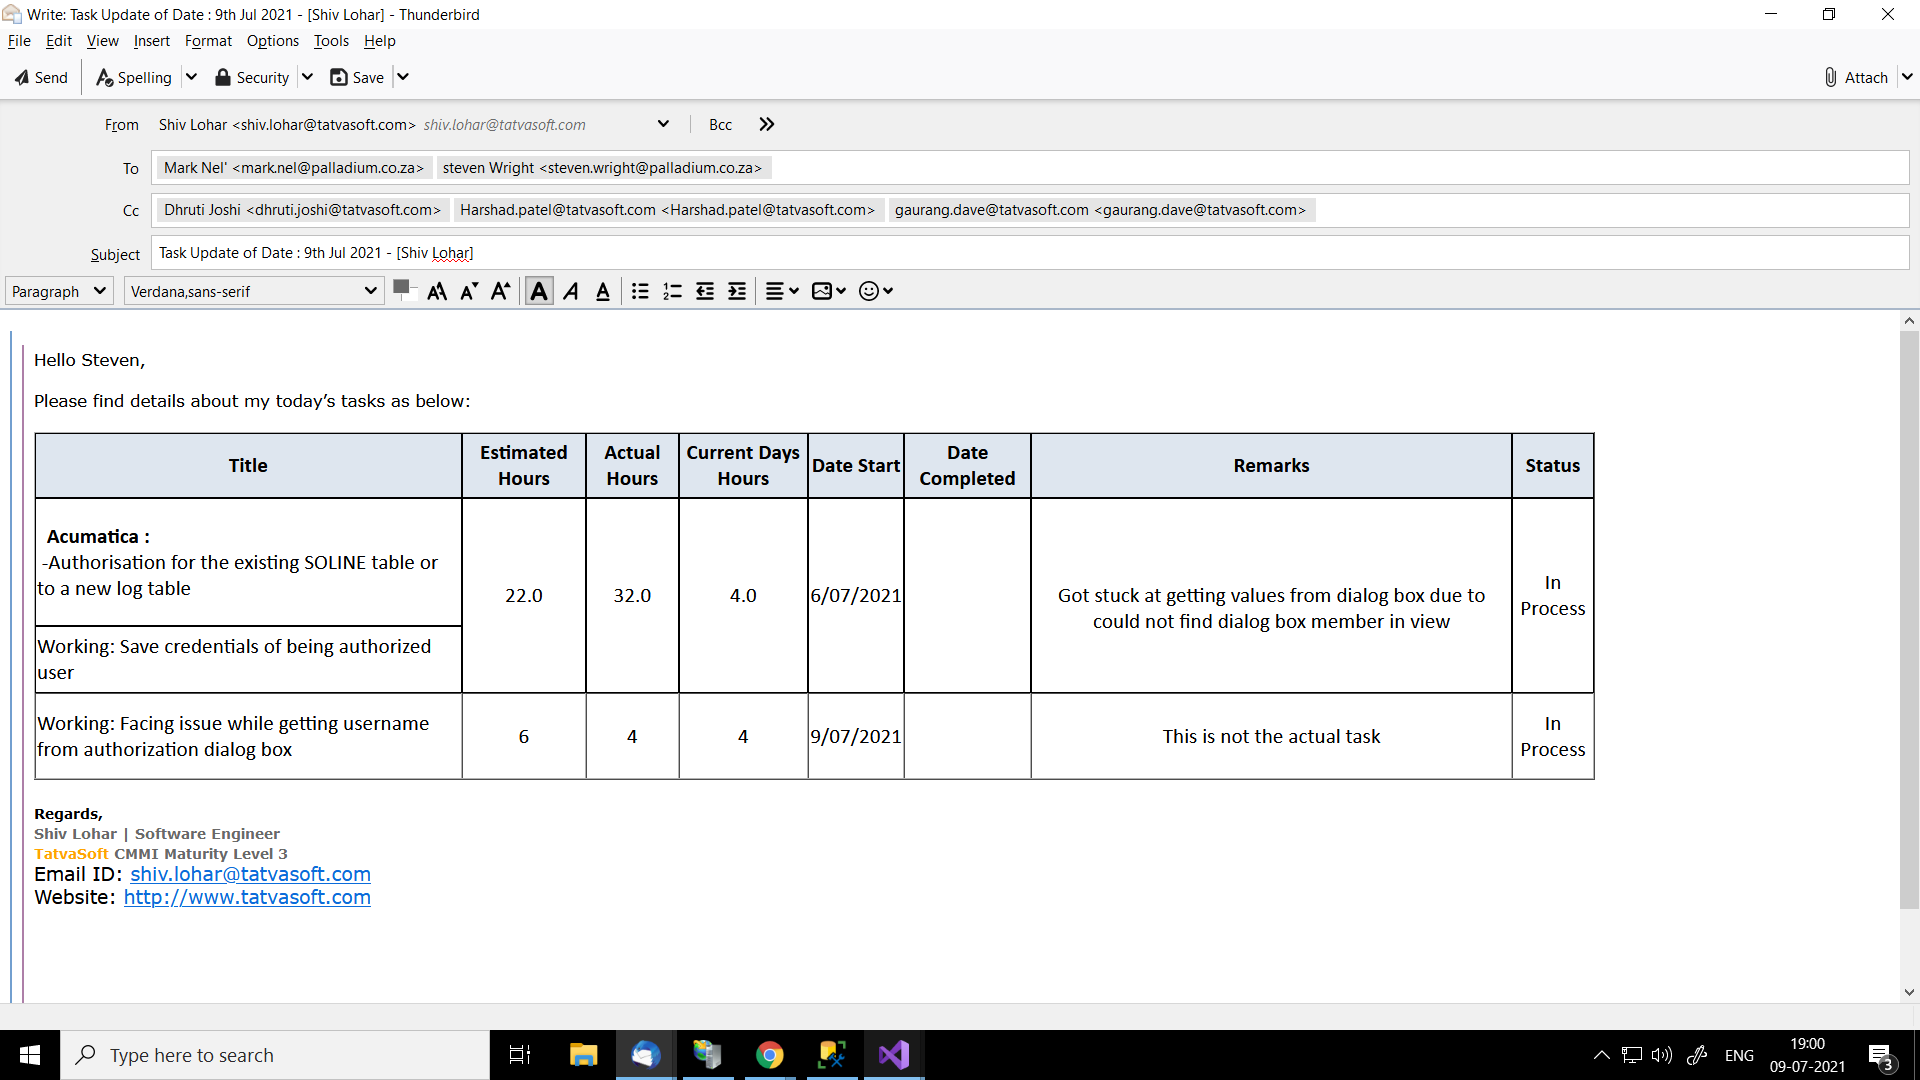 Write: Task Update of Date : 9th Jul 2021 - [Shiv Lohar] - Thunderbird
File Edit View Insert Format Options Tools Help
Send Spelling Security Save Attach
From Shiv Lohar <shiv.lohar@tatvasoft.com> shiv.lohar@tatvasoft.com Bcc
To Mark Nel' <mark.nel@palladium.co.za> steven Wright <steven.wright@palladium.co.za>
Cc Dhruti Joshi <dhruti.joshi@tatvasoft.com> Harshad.patel@tatvasoft.com <Harshad.patel@tatvasoft.com> gaurang.dave@tatvasoft.com <gaurang.dave@tatvasoft.com>
Subject Task Update of Date : 9th Jul 2021 - [Shiv Lohar]
Paragraph Verdana,sans-serif
Hello Steven,
Please find details about my today’s tasks as below:
Title
Estimated
Hours
Actual
Hours
Current Days
Hours
Date Start
Date
Completed
Remarks
Status
Acumatica :
-Authorisation for the existing SOLINE table or
to a new log table
Working: Save credentials of being authorized
user
22.0
32.0
4.0
6/07/2021
Got stuck at getting values from dialog box due to
could not find dialog box member in view
In
Process
Working: Facing issue while getting username
from authorization dialog box
6
4
4
9/07/2021
This is not the actual task
In
Process
Regards,
Shiv Lohar | Software Engineer
TatvaSoft CMMI Maturity Level 3
Email ID: shiv.lohar@tatvasoft.com
Website: http://www.tatvasoft.com
Type here to search
ENG
19:00
09-07-2021
3